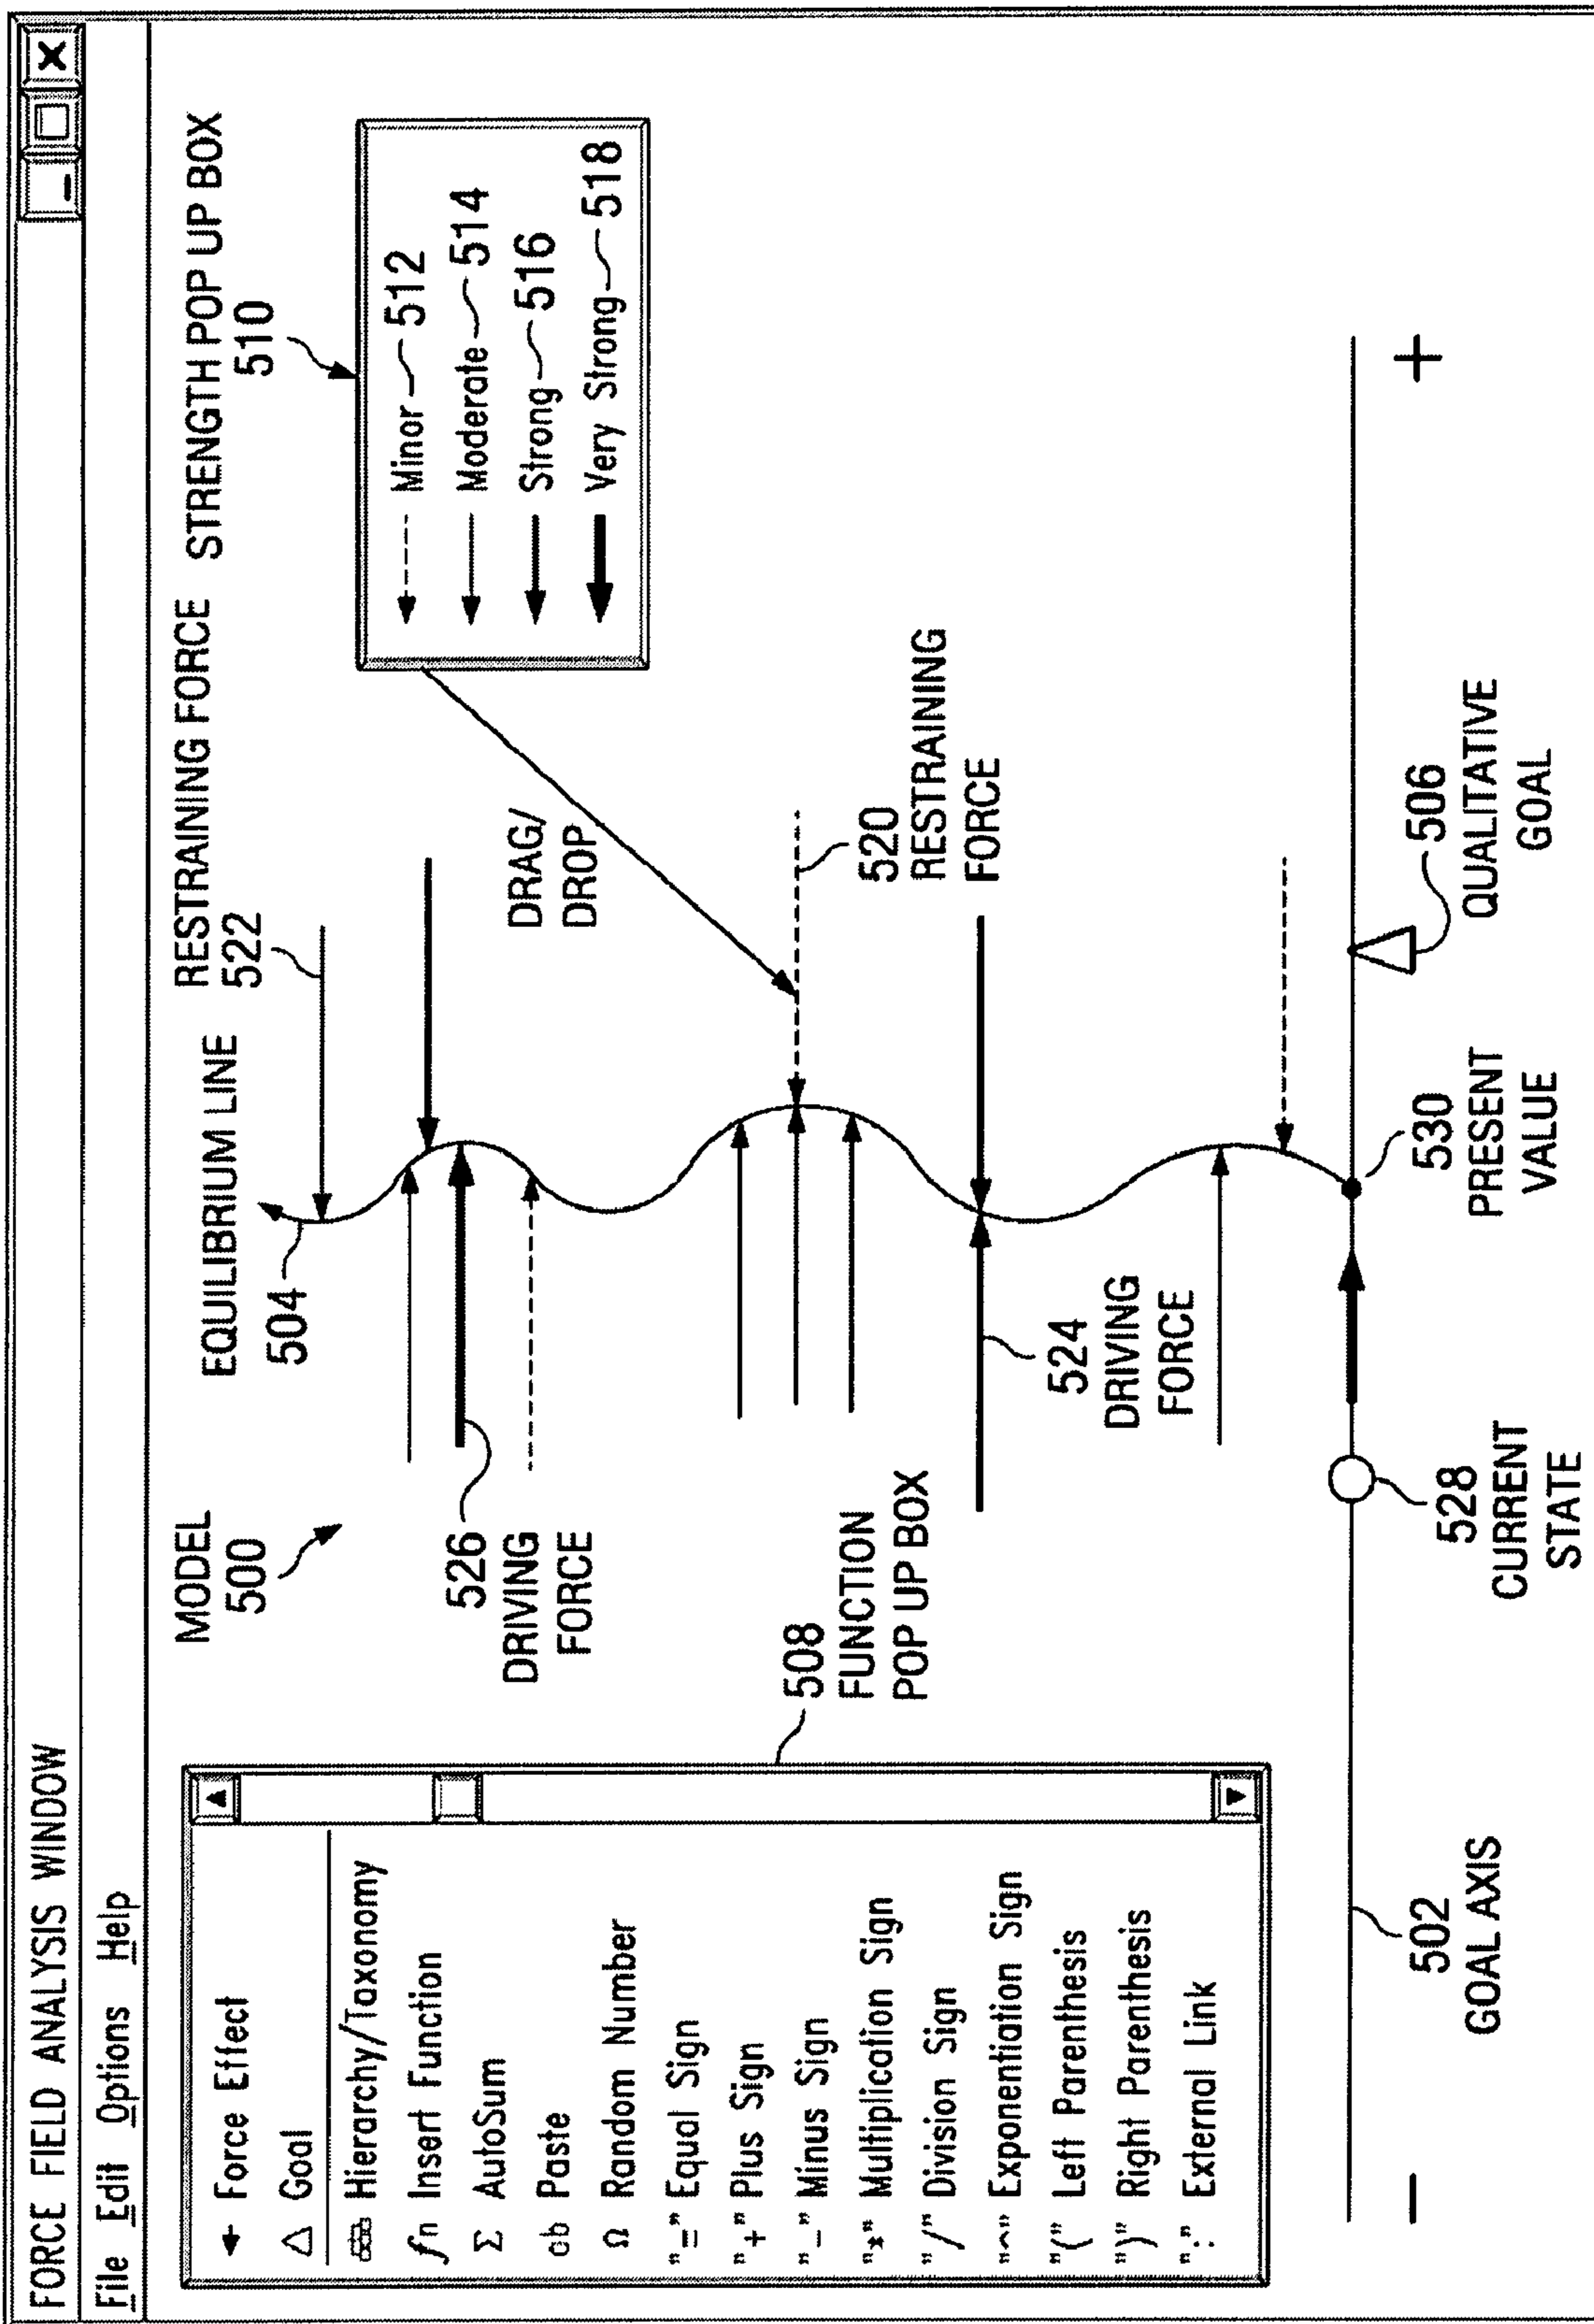 FORCE FIELD ANALYSIS WINDOW
File Edit Options Help
Force Effect
Goal
Hierarchy/Taxonomy
fn Insert Function
Σ AutoSum
ab Paste
Ω Random Number
"=" Equal Sign
"+" Plus Sign
"–" Minus Sign
"*" Multiplication Sign
"/" Division Sign
"^" Exponentiation Sign
"(" Left Parenthesis
")" Right Parenthesis
":" External Link
508
FUNCTION
POP UP BOX
MODEL
500
EQUILIBRIUM LINE
504
RESTRAINING FORCE
522
STRENGTH POP UP BOX
510
Minor 512
Moderate 514
Strong 516
Very Strong 518
526
DRIVING
FORCE
DRAG/
DROP
520
RESTRAINING
FORCE
524
DRIVING
FORCE
–
+
502
GOAL AXIS
528
CURRENT
STATE
530
PRESENT
VALUE
506
QUALITATIVE
GOAL